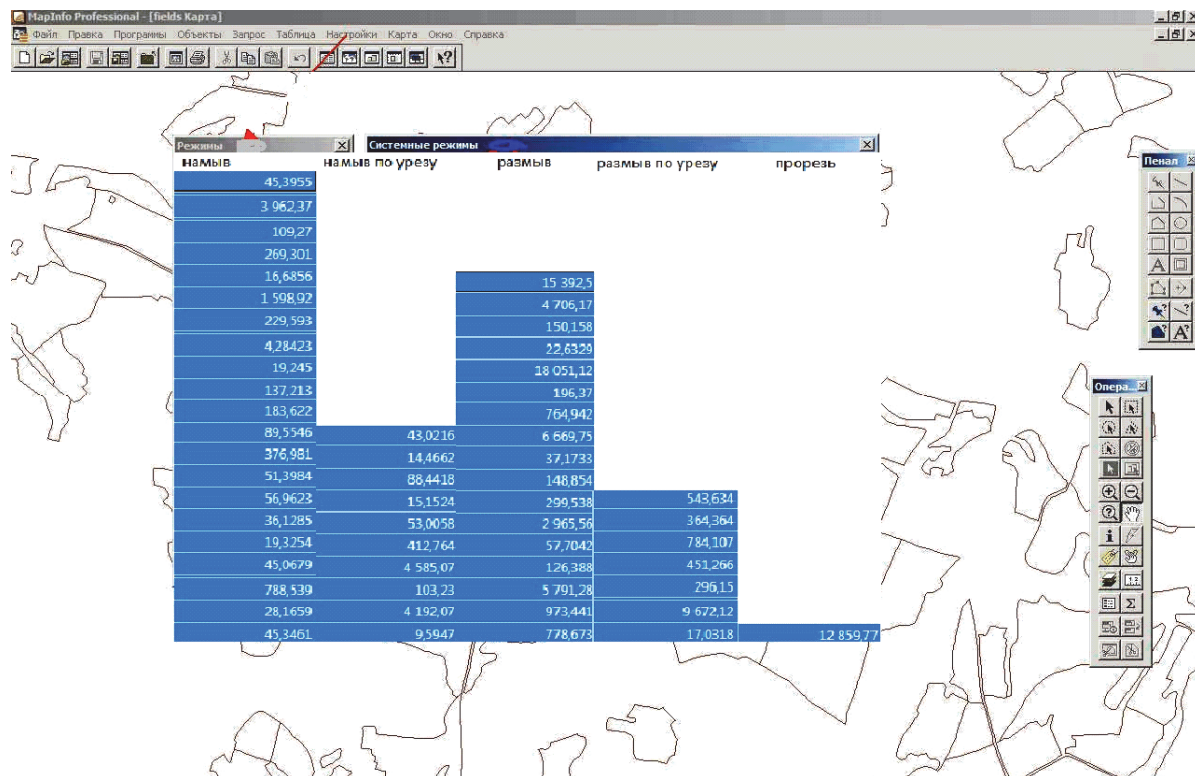 MapInfo Professional - [fields Карта]
Файл Правка Программы Объекты Запрос Таблица Настройки Карта Окно Справка
Режимы Системные режимы
намыв намыв по урезу размыв размыв по урезу прорезь
45,3955
3 962,37
109,27
269,301
16,6856 15 392,5
1 598,92 4 706,17
229,593 150,158
4,28423 22,6329
19,245 18 051,12
137,213 196,37
183,622 764,942
89,5546 43,0216 6 669,75
376,981 14,4662 37,1733
51,3984 88,4418 148,854
56,9623 15,1524 299,538 543,634
36,1285 53,0058 2 965,56 364,364
19,3254 412,764 57,7042 784,107
45,0679 4 585,07 126,388 451,266
788,539 103,23 5 791,28 296,15
28,1659 4 192,07 973,441 9 672,12
45,3461 9,5947 778,673 17,0318 12 859,77
Пенал
A
A
Опера...
i
Σ